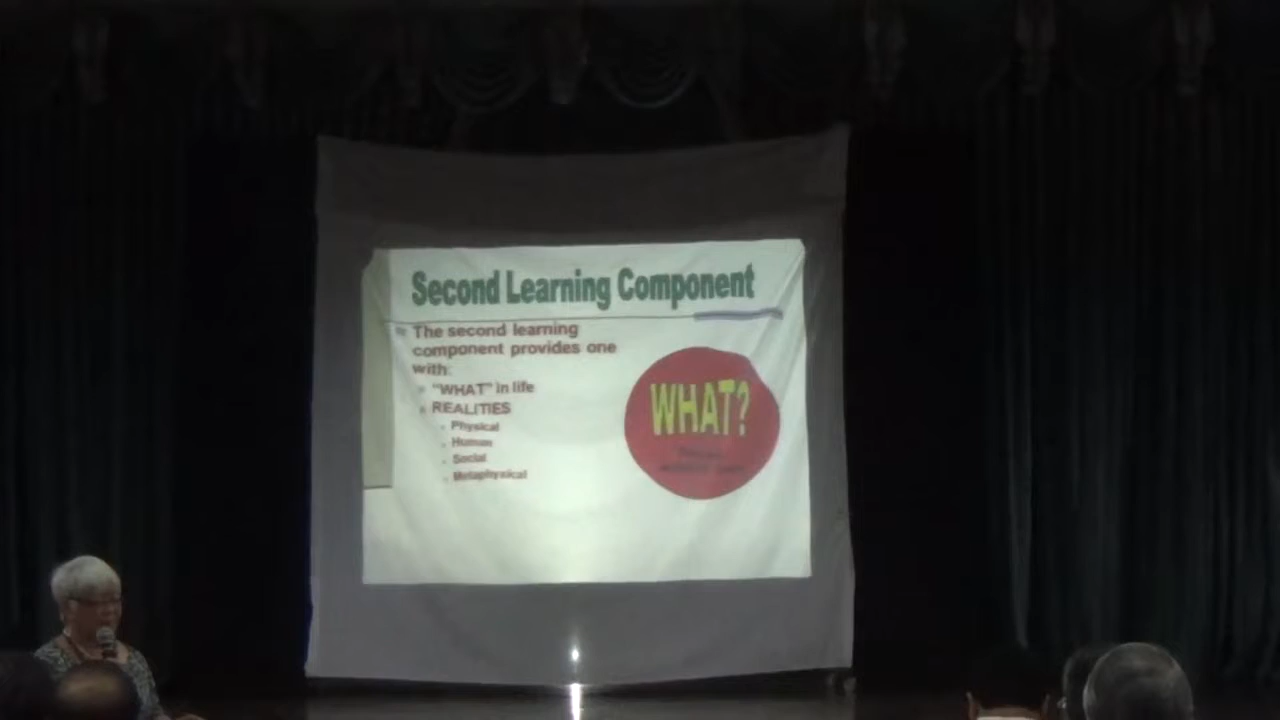 Second Learning Component
The second learning
component provides one
with:
"WHAT" in life
REALITIES
Physical
Human
Social
Metaphysical
WHAT?